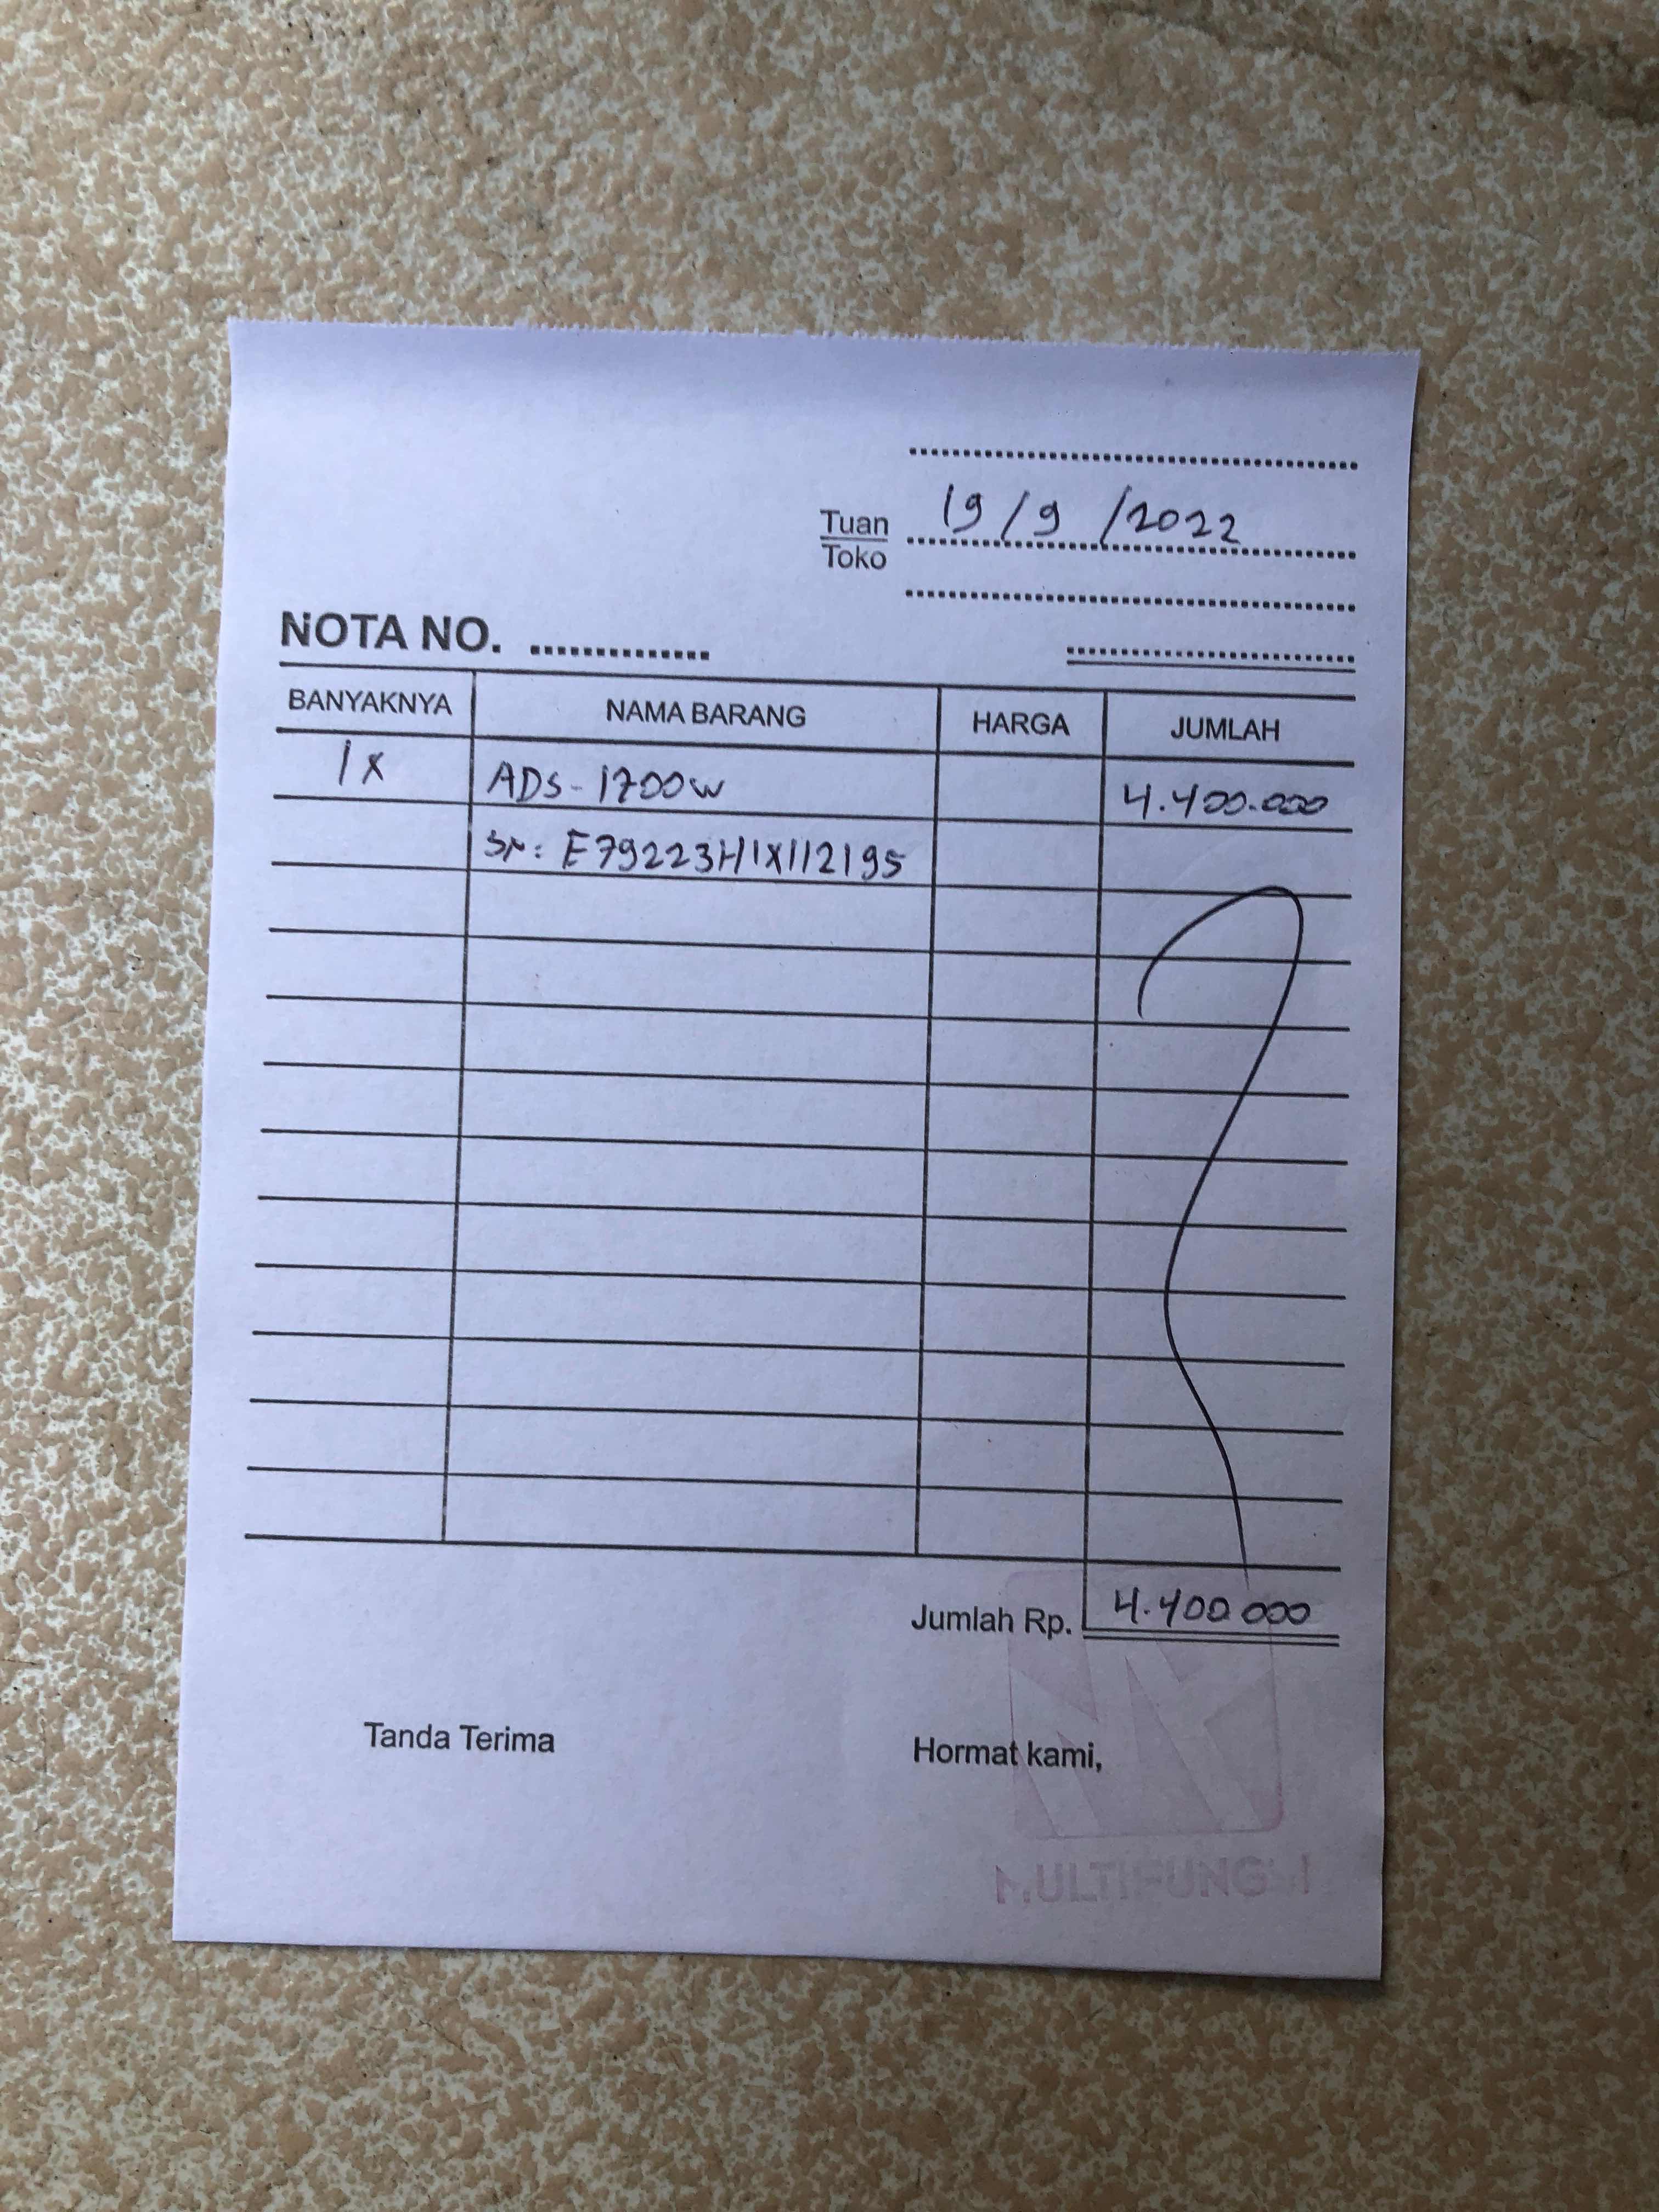 19/9/2022
Tuan
Toko
NOTA NO. ..............
BANYAKNYA NAMA BARANG HARGA JUMLAH
1x ADS-1700w 4.400.000
SN: E79223H1X112195
Jumlah Rp. 4.400 000
Tanda Terima Hormat kami,
MULTIFUNGSI